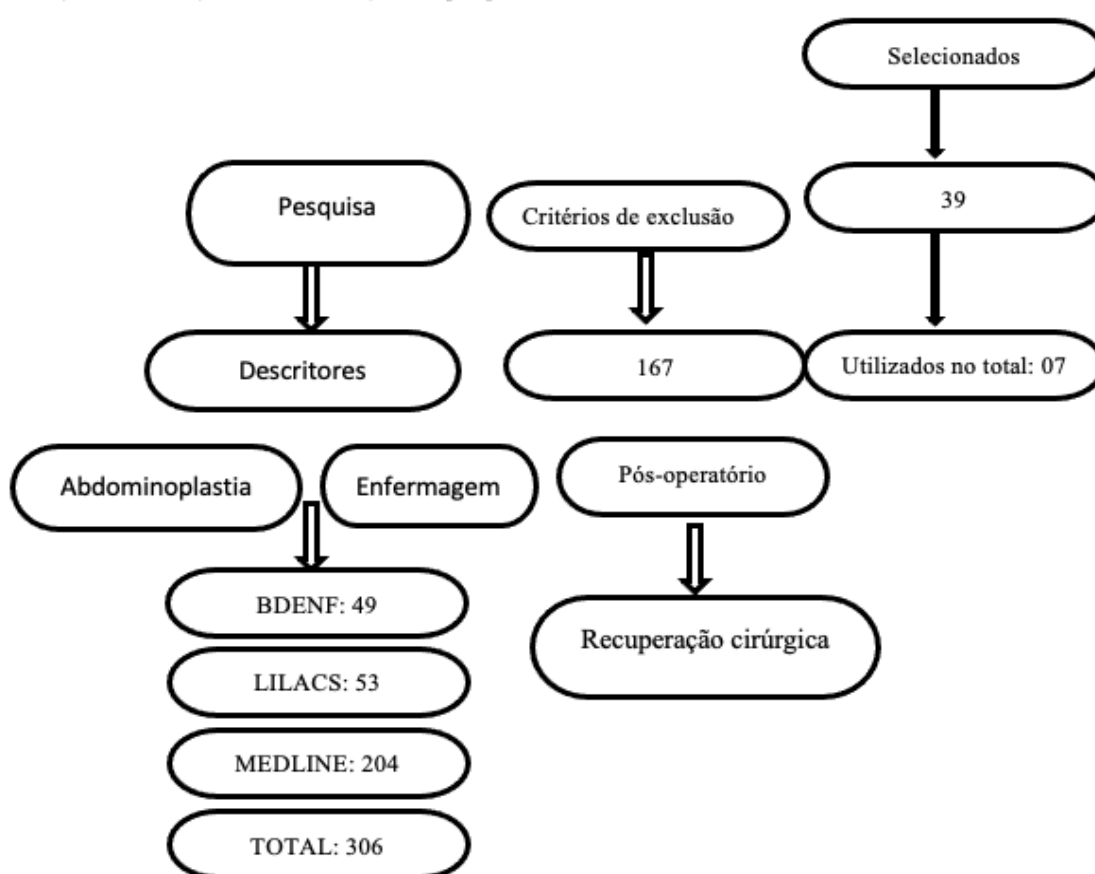 Selecionados
Pesquisa
Critérios de exclusão
39
Descritores
167
Utilizados no total: 07
Abdominoplastia
Enfermagem
Pós-operatório
BDENF: 49
Recuperação cirúrgica
LILACS: 53
MEDLINE: 204
TOTAL: 306